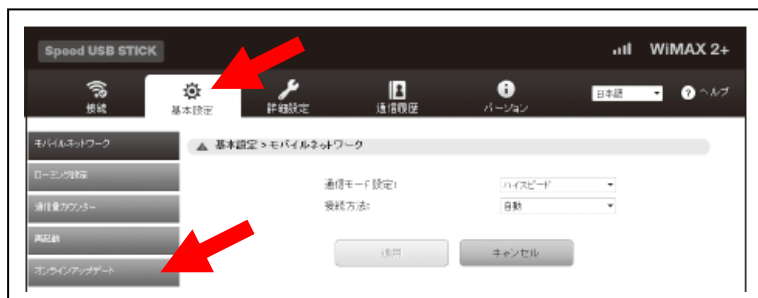 Speed USB STICK
WiMAX 2+
接続
基本設定
詳細設定
通信履歴
バージョン
日本語
? ヘルプ
モバイルネットワーク
基本設定 > モバイルネットワーク
ローミング設定
通信モード設定:
ハイスピード
通信量カウンター
接続方法:
自動
再起動
適用
キャンセル
オンラインアップデート